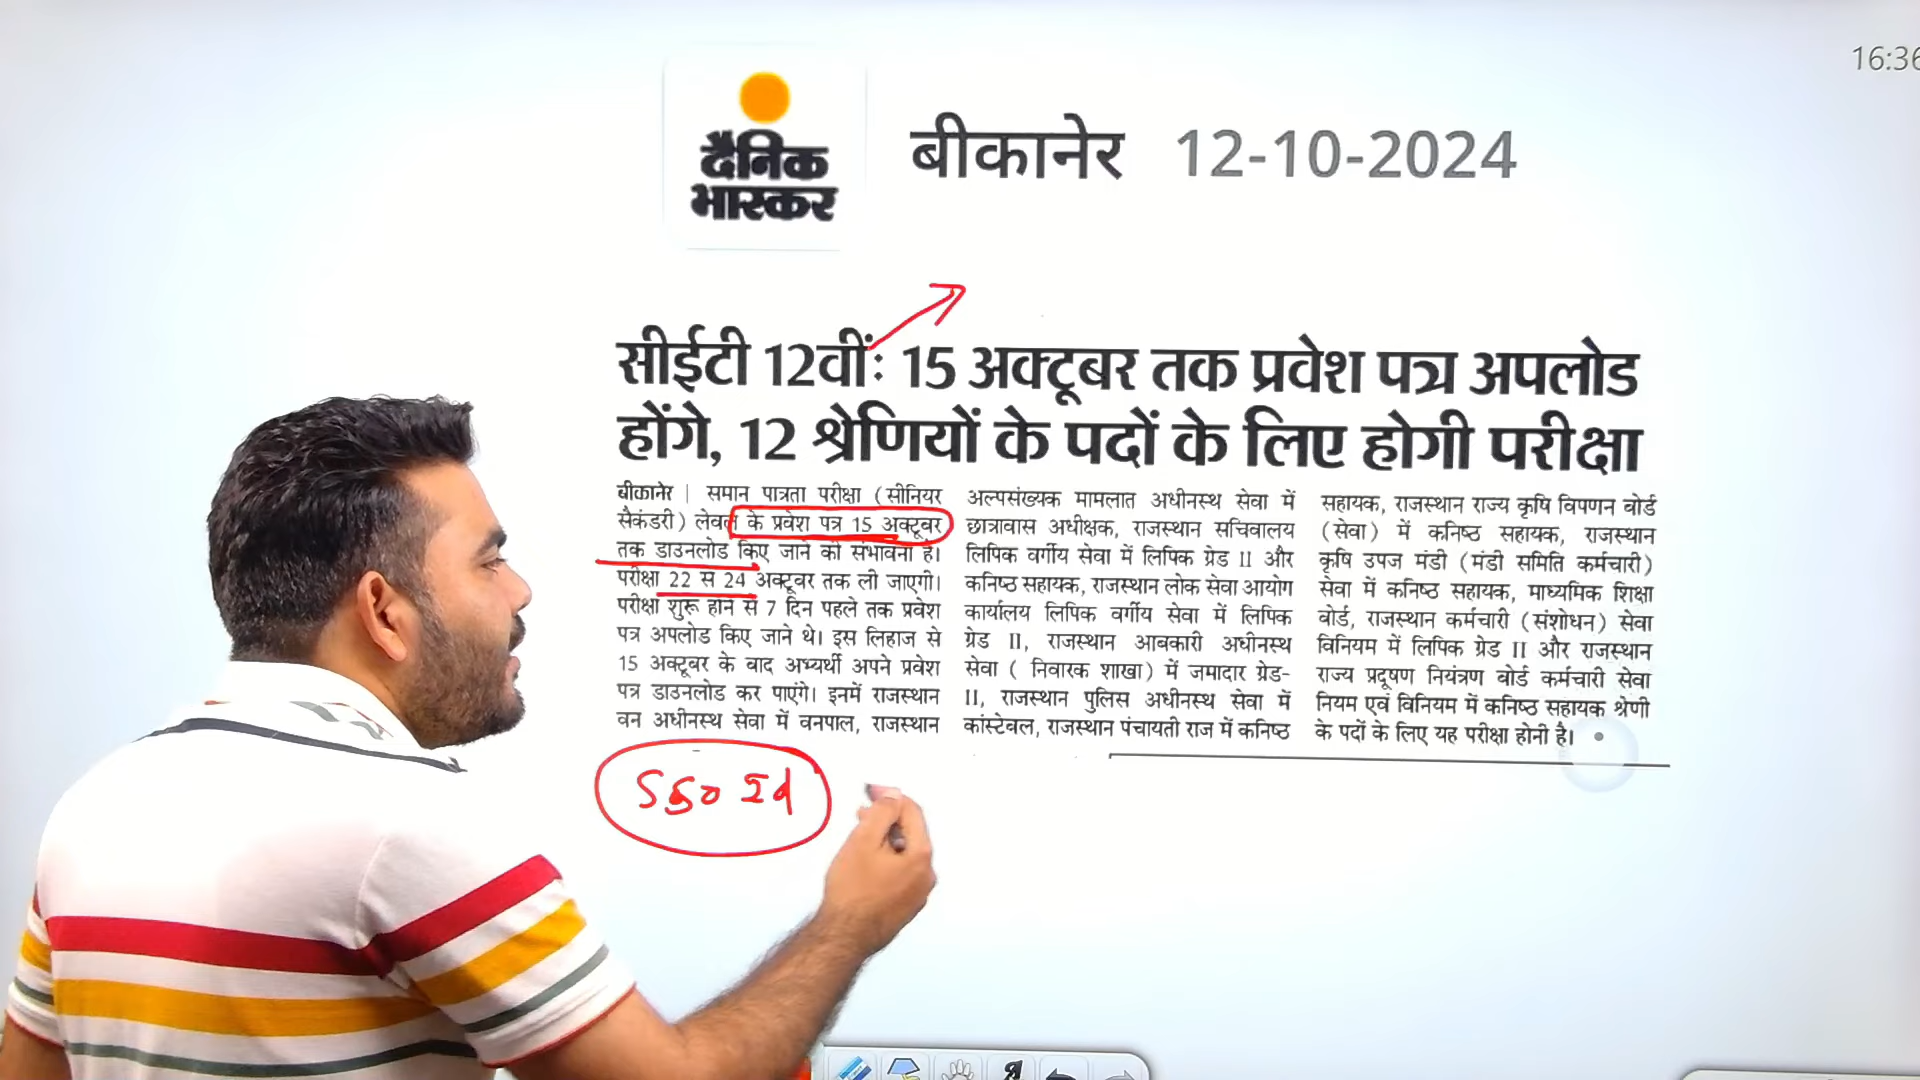 16:36
दैनिक
भास्कर
बीकानेर 12-10-2024
सीईटी 12वीं: 15 अक्टूबर तक प्रवेश पत्र अपलोड
होंगे, 12 श्रेणियों के पदों के लिए होगी परीक्षा
बीकानेर | समान पात्रता परीक्षा (सीनियर
सैकंडरी) लेवल के प्रवेश पत्र 15 अक्टूबर
तक डाउनलोड किए जाने की संभावना है।
परीक्षा 22 से 24 अक्टूबर तक ली जाएगी।
परीक्षा शुरू होने से 7 दिन पहले तक प्रवेश
पत्र अपलोड किए जाने थे। इस लिहाज से
15 अक्टूबर के बाद अभ्यर्थी अपने प्रवेश
पत्र डाउनलोड कर पाएंगे। इनमें राजस्थान
वन अधीनस्थ सेवा में वनपाल, राजस्थान
अल्पसंख्यक मामलात अधीनस्थ सेवा में
छात्रावास अधीक्षक, राजस्थान सचिवालय
लिपिक वर्गीय सेवा में लिपिक ग्रेड II और
कनिष्ठ सहायक, राजस्थान लोक सेवा आयोग
कार्यालय लिपिक वर्गीय सेवा में लिपिक
ग्रेड II, राजस्थान आबकारी अधीनस्थ
सेवा ( निवारक शाखा) में जमादार ग्रेड-
II, राजस्थान पुलिस अधीनस्थ सेवा में
कांस्टेबल, राजस्थान पंचायती राज में कनिष्ठ
सहायक, राजस्थान राज्य कृषि विपणन बोर्ड
(सेवा) में कनिष्ठ सहायक, राजस्थान
कृषि उपज मंडी (मंडी समिति कर्मचारी)
सेवा में कनिष्ठ सहायक, माध्यमिक शिक्षा
बोर्ड, राजस्थान कर्मचारी (संशोधन) सेवा
विनियम में लिपिक ग्रेड II और राजस्थान
राज्य प्रदूषण नियंत्रण बोर्ड कर्मचारी सेवा
नियम एवं विनियम में कनिष्ठ सहायक श्रेणी
के पदों के लिए यह परीक्षा होनी है।
SSO Id